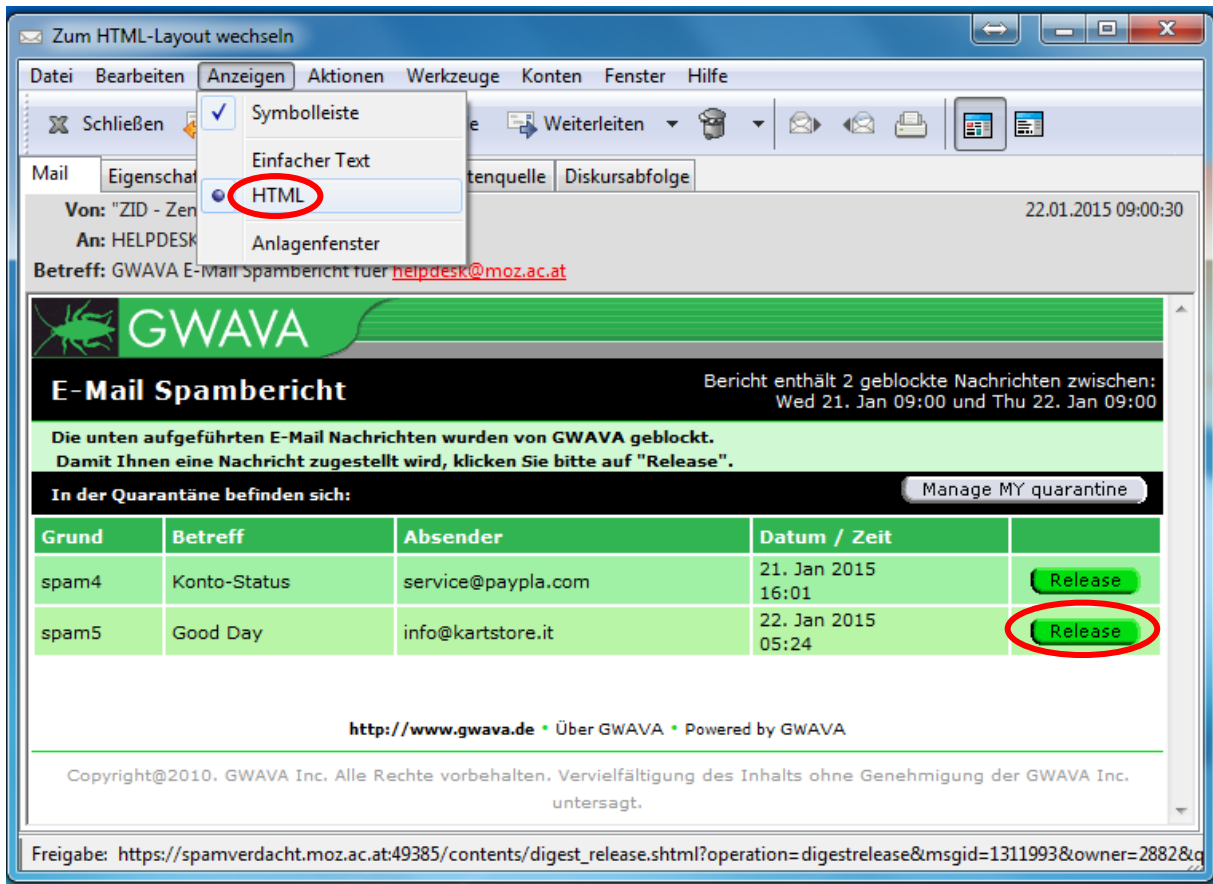 Zum HTML-Layout wechseln
Datei Bearbeiten Anzeigen Aktionen Werkzeuge Konten Fenster Hilfe
Schließen Weiterleiten
Symbolleiste
Einfacher Text
HTML
Anlagenfenster
Mail Diskursabfolge
Von: "ZID - 22.01.2015 09:00:30
An:
Betreff: GWAVA E-Mail Spambericht fuer helpdesk@moz.ac.at
GWAVA
E-Mail Spambericht
Bericht enthält 2 geblockte Nachrichten zwischen:
Wed 21. Jan 09:00 und Thu 22. Jan 09:00
Die unten aufgeführten E-Mail Nachrichten wurden von GWAVA geblockt.
Damit Ihnen eine Nachricht zugestellt wird, klicken Sie bitte auf "Release".
In der Quarantäne befinden sich: Manage MY quarantine
Grund Betreff Absender Datum / Zeit
spam4 Konto-Status service@paypla.com 21. Jan 2015 16:01 Release
spam5 Good Day info@kartstore.it 22. Jan 2015 05:24 Release
http://www.gwava.de • Über GWAVA • Powered by GWAVA
Copyright@2010. GWAVA Inc. Alle Rechte vorbehalten. Vervielfältigung des Inhalts ohne Genehmigung der GWAVA Inc.
untersagt.
Freigabe: https://spamverdacht.moz.ac.at:49385/contents/digest_release.shtml?operation=digestrelease&msgid=1311993&owner=2882&q